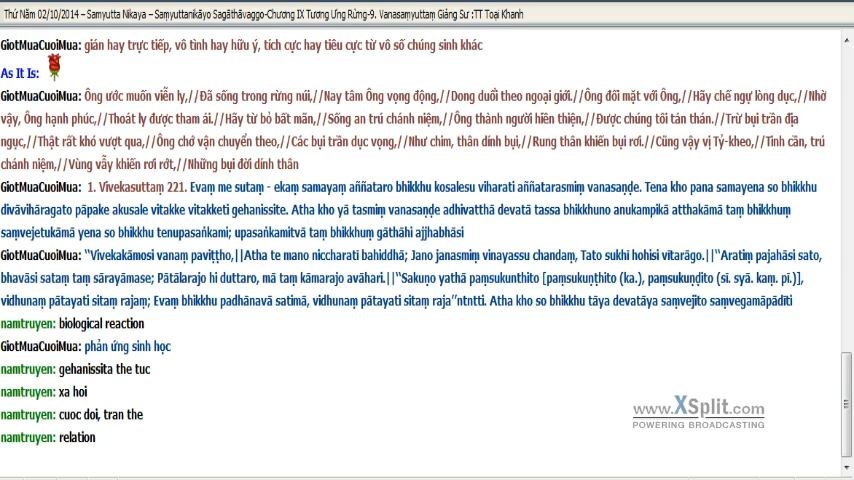 Thứ Năm 02/10/2014 – Samyutta Nikaya – Saṃyuttanikāyo Sagāthāvaggo-Chương IX Tương Ưng Rừng-9. Vanasaṃyuttaṃ Giảng Sư :TT Toại Khanh
GiotMuaCuoiMua: gián hay trực tiếp, vô tình hay hữu ý, tích cực hay tiêu cực từ vô số chúng sinh khác
As It Is:
GiotMuaCuoiMua: Ông ước muốn viễn ly,//Đã sống trong rừng núi,//Nay tâm Ông vọng động,//Dong duổi theo ngoại giới.//Ông đối mặt với Ông,//Hãy chế ngự lòng dục,//Nhờ
vậy, Ông hạnh phúc,//Thoát ly được tham ái.//Hãy từ bỏ bất mãn,//Sống an trú chánh niệm,//Ông thành người hiền thiện,//Được chúng tôi tán thán.//Trừ bụi trần địa
ngục,//Thật rất khó vượt qua,//Ông chớ vận chuyển theo,//Các bụi trần dục vọng,//Như chim, thân dính bụi,//Rung thân khiến bụi rơi.//Cũng vậy vị Tỷ-kheo,//Tinh cần, trú
chánh niệm,//Vùng vẫy khiến rơi rớt,//Những bụi đời dính thân
GiotMuaCuoiMua: 1. Vivekasuttaṃ 221. Evaṃ me sutaṃ - ekaṃ samayaṃ aññataro bhikkhu kosalesu viharati aññatarasmiṃ vanasaṇḍe. Tena kho pana samayena so bhikkhu
divāvihāragato pāpake akusale vitakke vitakketi gehanissite. Atha kho yā tasmiṃ vanasaṇḍe adhivatthā devatā tassa bhikkhuno anukampikā atthakāmā taṃ bhikkhuṃ
saṃvejetukāmā yena so bhikkhu tenupasaṅkami; upasaṅkamitvā taṃ bhikkhuṃ gāthāhi ajjhabhāsi
GiotMuaCuoiMua: “Vivekakāmosi vanaṃ paviṭṭho,||Atha te mano niccharati bahiddhā; Jano janasmiṃ vinayassu chandaṃ, Tato sukhī hohisi vītarāgo.||“Aratiṃ pajahāsi sato,
bhavāsi sataṃ taṃ sārayāmase; Pātālarajo hi duttaro, mā taṃ kāmarajo avāhari.||“Sakuṇo yathā paṃsukunthito [paṃsukuṇṭhito (ka.), paṃsukuṇḍito (sī. syā. kaṃ. pī.)],
vidhunaṃ pātayati sitaṃ rajaṃ; Evaṃ bhikkhu padhānavā satimā, vidhunaṃ pātayati sitaṃ raja”ntntti. Atha kho so bhikkhu tāya devatāya saṃvejito saṃvegamāpāditi
namtruyen: biological reaction
GiotMuaCuoiMua: phản ứng sinh học
namtruyen: gehanissita the tuc
namtruyen: xa hoi
namtruyen: cuoc doi, tran the
namtruyen: relation
www.XSplit.com
POWERING BROADCASTING